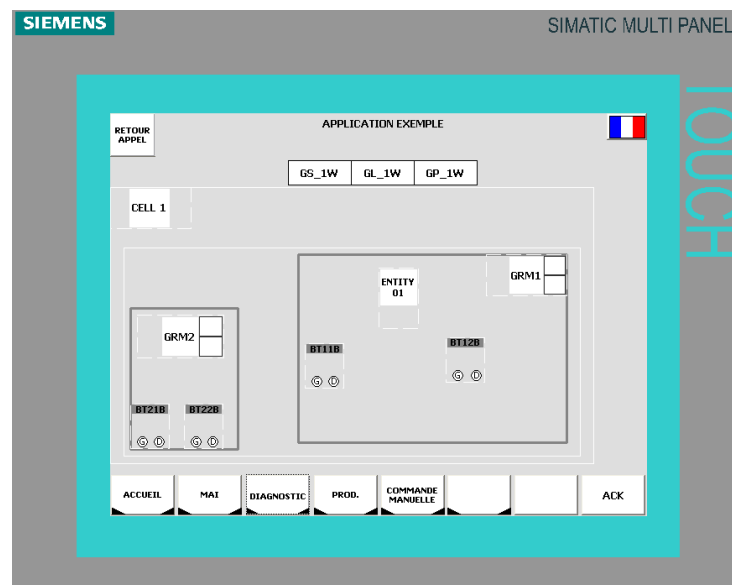 SIEMENS
SIMATIC MULTI PANEL
TOUCH
RETOUR
APPEL
APPLICATION EXEMPLE
GS_1W GL_1W GP_1W
CELL 1
GRM1
ENTITY
01
GRM2
BT11B
BT12B
G D
G D
BT21B BT22B
G D G D
ACCUEIL MAI DIAGNOSTIC PROD. COMMANDE
MANUELLE ACK